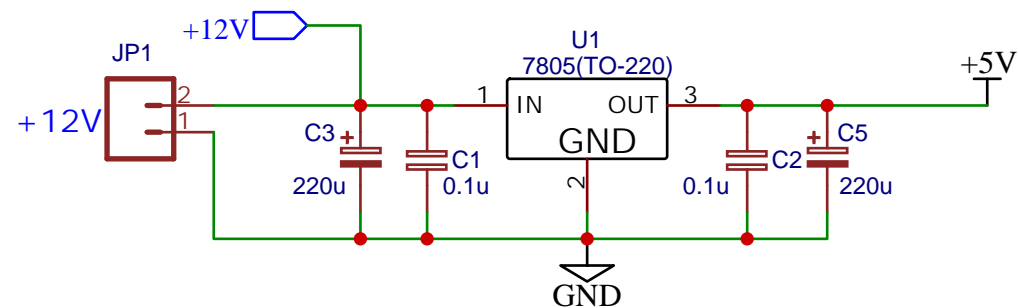 +12V
JP1
U1
7805(TO-220)
+5V
2
1
+12V
1
IN
OUT
3
GND
2
C3
+
220u
C1
0.1u
C2
0.1u
+
C5
220u
GND